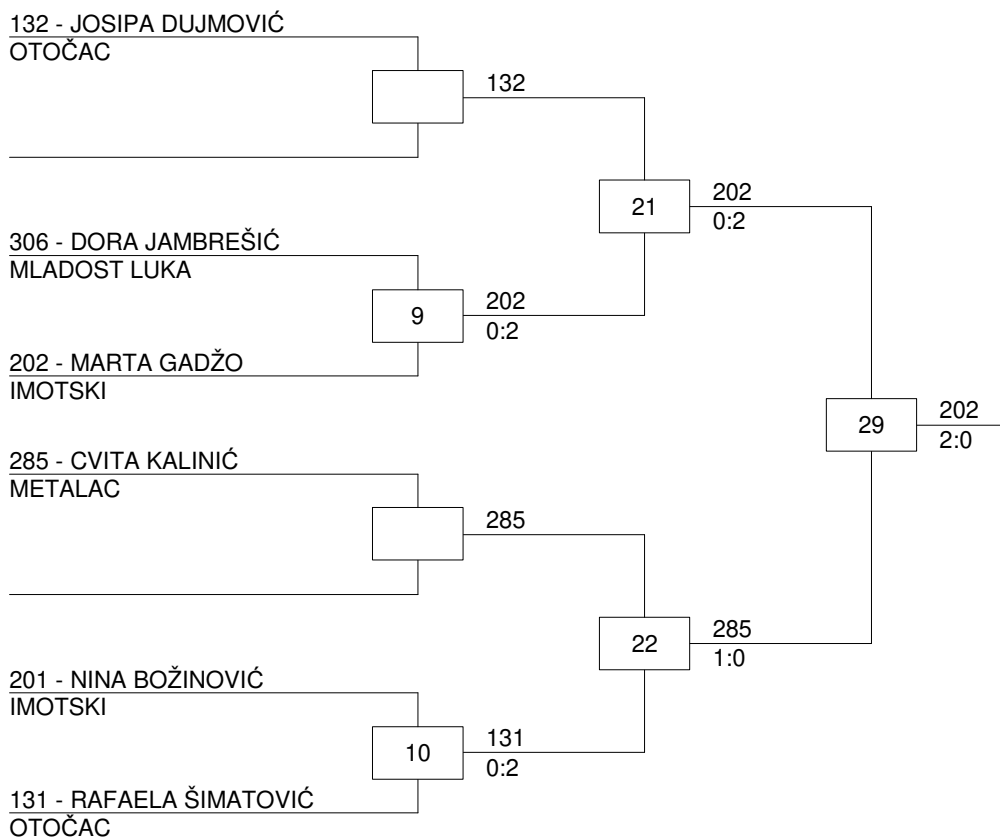 132 - JOSIPA DUJMOVIĆ
OTOČAC
132
21
202
0:2
306 - DORA JAMBREŠIĆ
MLADOST LUKA
9
202
0:2
202 - MARTA GADŽO
IMOTSKI
29
202
2:0
285 - CVITA KALINIĆ
METALAC
285
22
285
1:0
201 - NINA BOŽINOVIĆ
IMOTSKI
10
131
0:2
131 - RAFAELA ŠIMATOVIĆ
OTOČAC